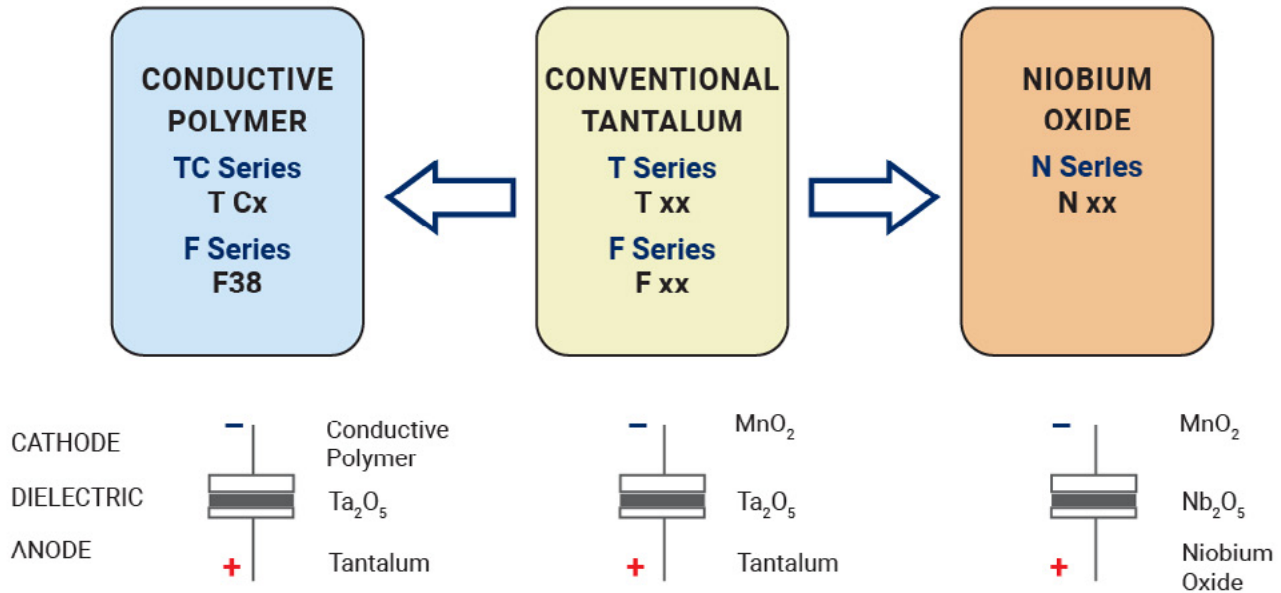 CONDUCTIVE
POLYMER
TC Series
T Cx
F Series
F38
CONVENTIONAL
TANTALUM
T Series
T xx
F Series
F xx
NIOBIUM
OXIDE
N Series
N xx
CATHODE
DIELECTRIC
ΛNODE
−
Conductive
Polymer
Ta₂O₅
+
Tantalum
−
MnO₂
Ta₂O₅
+
Tantalum
−
MnO₂
Nb₂O₅
+
Niobium
Oxide